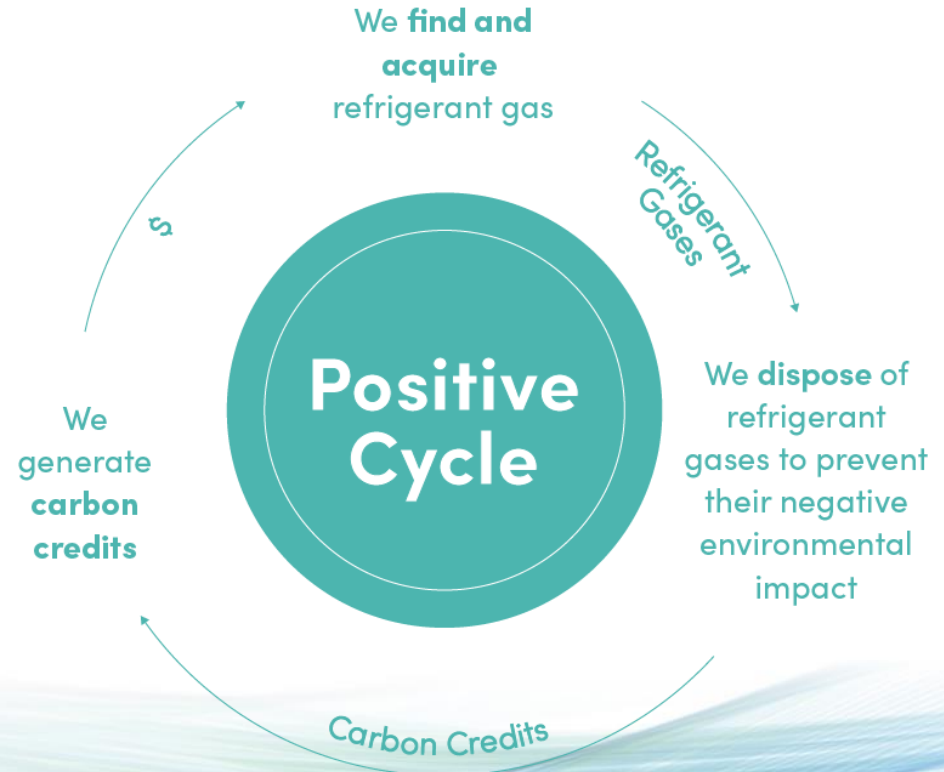 We find and
acquire
refrigerant gas
Refrigerant
Gases
$
Positive
Cycle
We dispose of
refrigerant
gases to prevent
their negative
environmental
impact
We
generate
carbon
credits
Carbon Credits